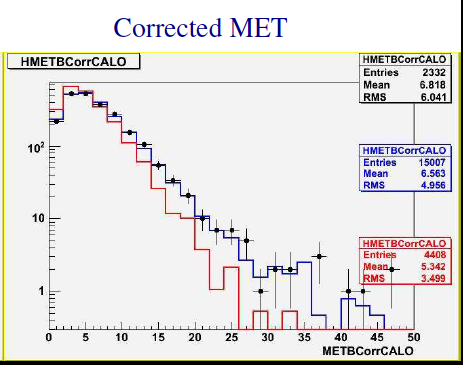 Corrected MET
HMETBCorrCALO
HMETBCorrCALO
Entries 2332
Mean 6.818
RMS 6.041
HMETBCorrCALO
Entries 15007
Mean 6.563
RMS 4.956
HMETBCorrCALO
Entries 4408
Mean 5.342
RMS 3.499
10²
10
1
0 5 10 15 20 25 30 35 40 45 50
METBCorrCALO